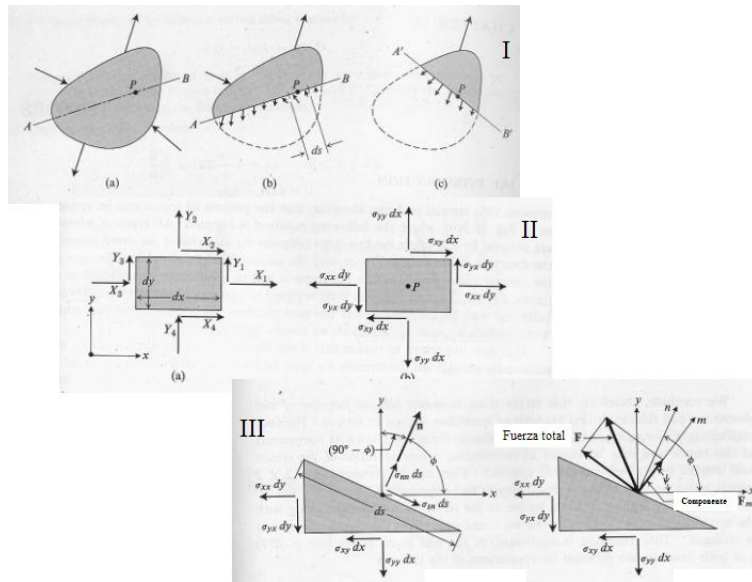 I
A
P
B
(a)
A
P
B
ds
(b)
A'
P
B'
(c)
II
Y₂
X₂
Y₃
Y₁
dy
X₁
X₃
dx
Y₄
X₄
y
x
(a)
σyy dx
σxy dx
σxx dy
σyx dy
P
σxx dy
σyx dy
σxy dx
σyy dx
(b)
III
y
n
(90° − ϕ)
ϕ
σnn ds
σxx dy
σsn ds
x
ds
σyx dy
σxy dx
σyy dx
y
n
m
Fuerza total F
ϕ
ψ
x
σxx dy
Componente Fm
σyx dy
σxy dx
σyy dx